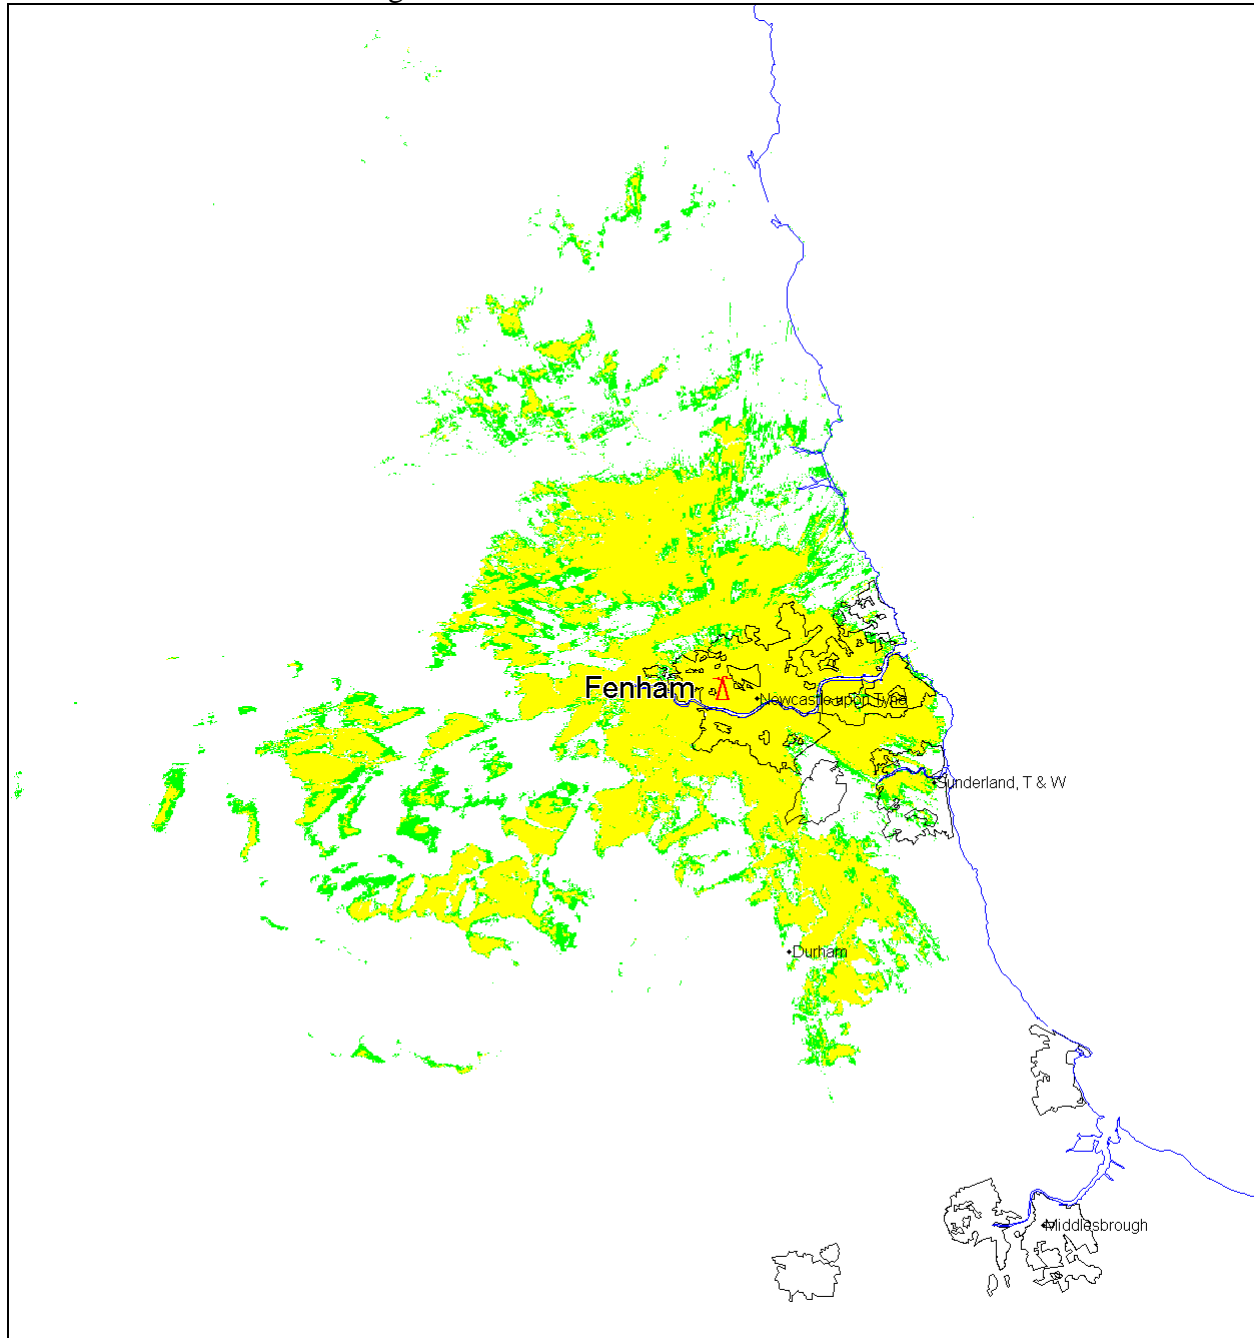 Fenham
Newcastle upon Tyne
Sunderland, T & W
Durham
Middlesbrough